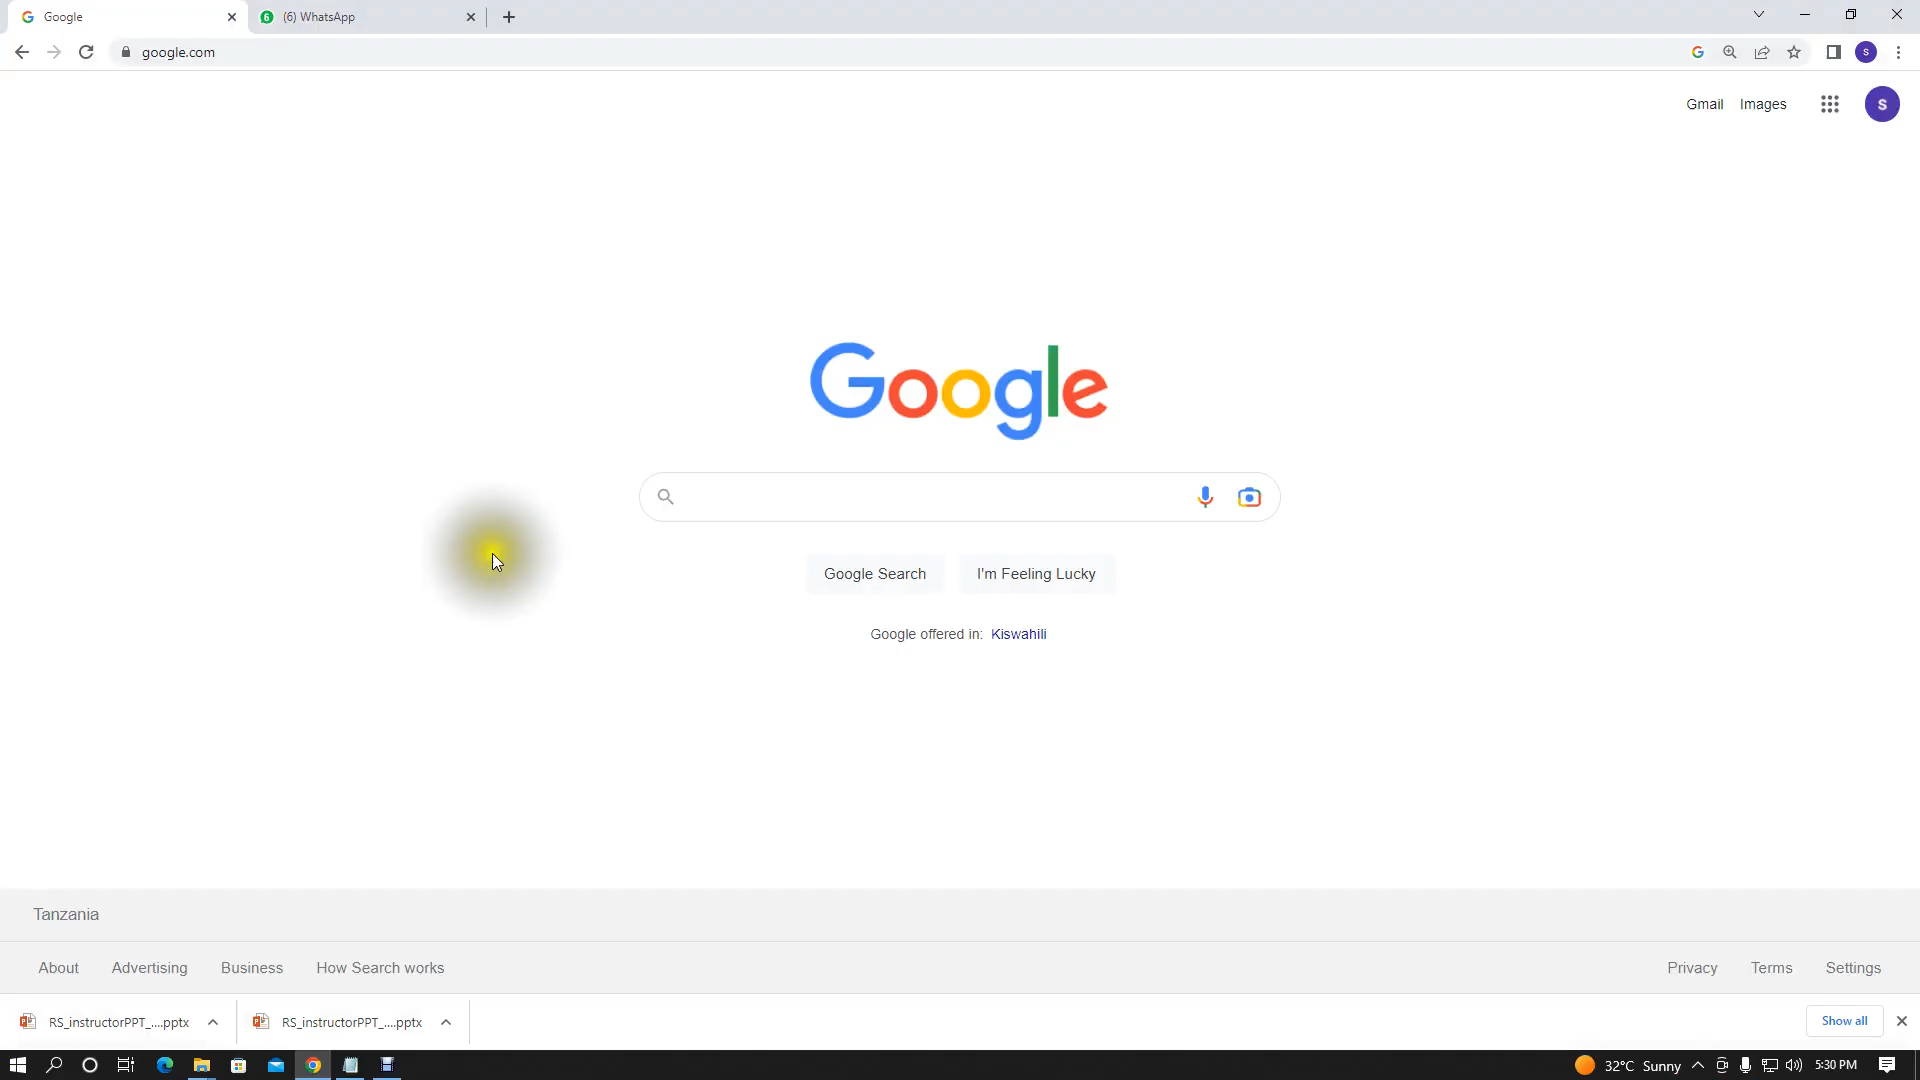 Google
6 (6) WhatsApp
google.com
S
Gmail Images
S
Google
Google Search I'm Feeling Lucky
Google offered in: Kiswahili
Tanzania
About Advertising Business How Search works
Privacy Terms Settings
RS_instructorPPT_....pptx
RS_instructorPPT_....pptx
Show all
32°C Sunny
5:30 PM